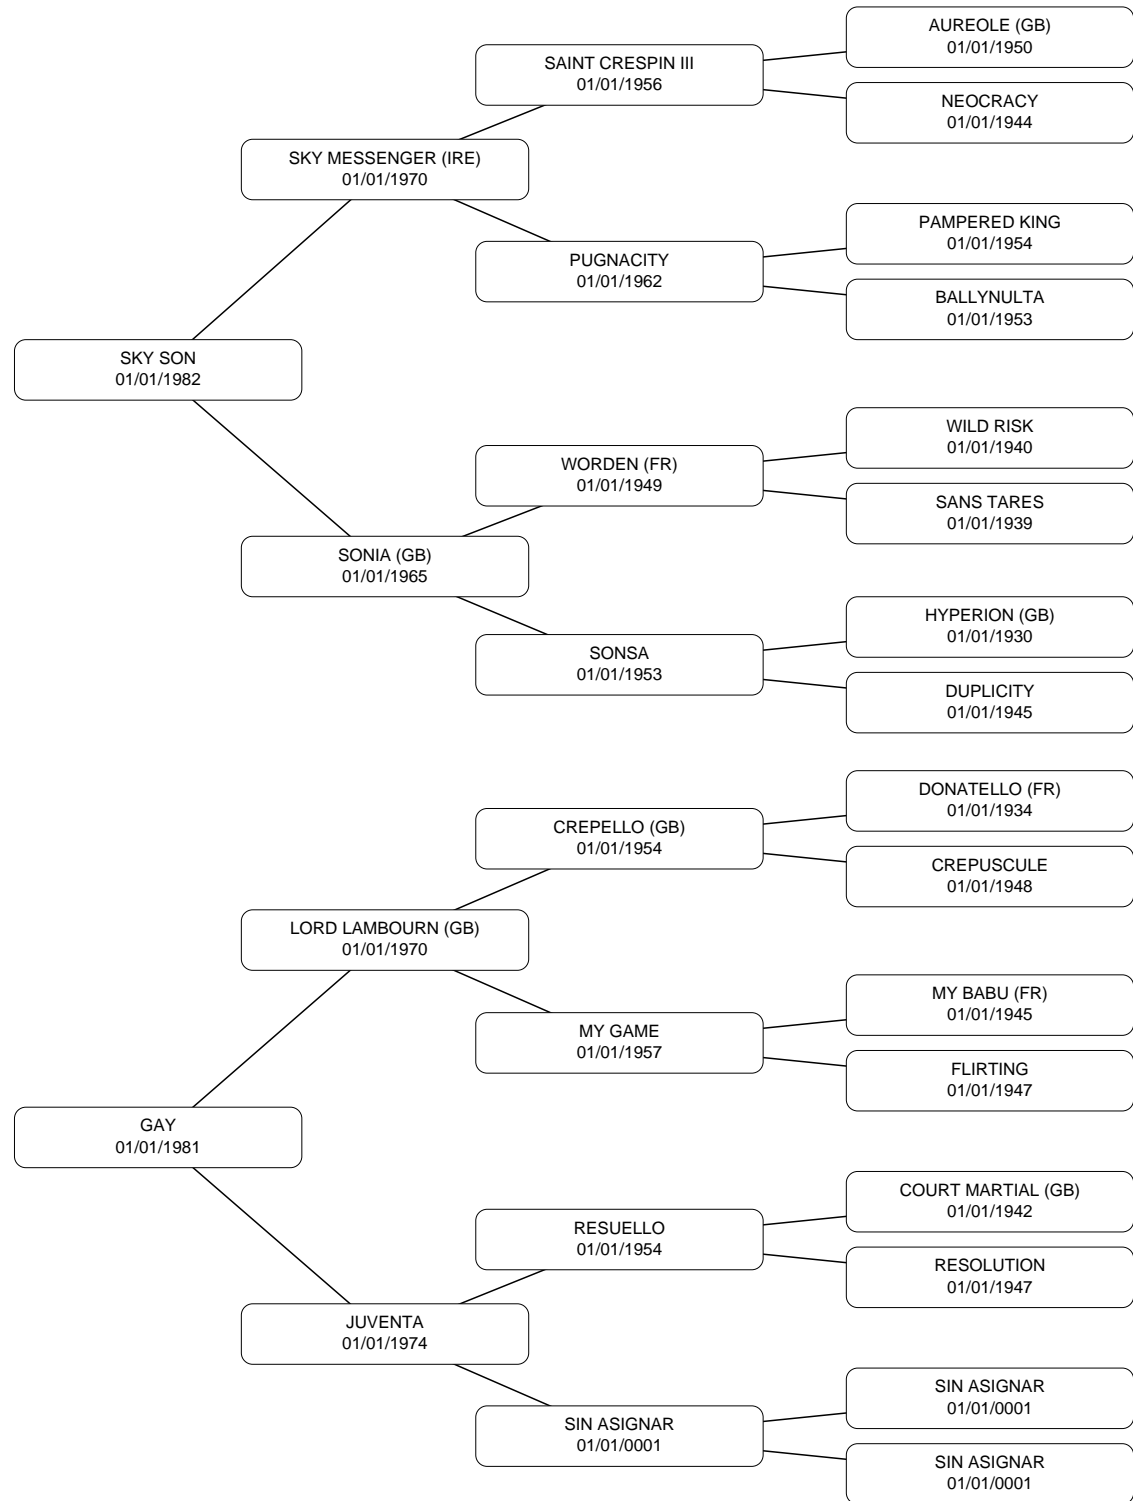 AUREOLE (GB)
01/01/1950
SAINT CRESPIN III
01/01/1956
NEOCRACY
01/01/1944
SKY MESSENGER (IRE)
01/01/1970
PAMPERED KING
01/01/1954
PUGNACITY
01/01/1962
BALLYNULTA
01/01/1953
SKY SON
01/01/1982
WILD RISK
01/01/1940
WORDEN (FR)
01/01/1949
SANS TARES
01/01/1939
SONIA (GB)
01/01/1965
HYPERION (GB)
01/01/1930
SONSA
01/01/1953
DUPLICITY
01/01/1945
DONATELLO (FR)
01/01/1934
CREPELLO (GB)
01/01/1954
CREPUSCULE
01/01/1948
LORD LAMBOURN (GB)
01/01/1970
MY BABU (FR)
01/01/1945
MY GAME
01/01/1957
FLIRTING
01/01/1947
GAY
01/01/1981
COURT MARTIAL (GB)
01/01/1942
RESUELLO
01/01/1954
RESOLUTION
01/01/1947
JUVENTA
01/01/1974
SIN ASIGNAR
01/01/0001
SIN ASIGNAR
01/01/0001
SIN ASIGNAR
01/01/0001